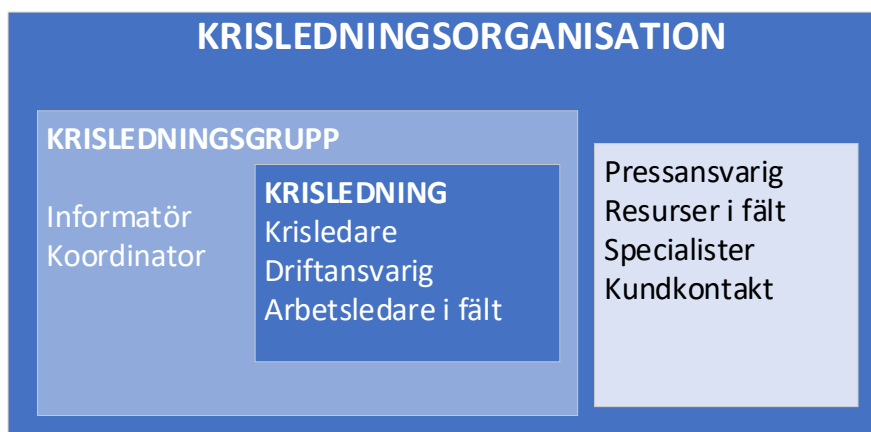 KRISLEDNINGSORGANISATION
KRISLEDNINGSGRUPP
Informatör
Koordinator
KRISLEDNING
Krisledare
Driftansvarig
Arbetsledare i fält
Pressansvarig
Resurser i fält
Specialister
Kundkontakt